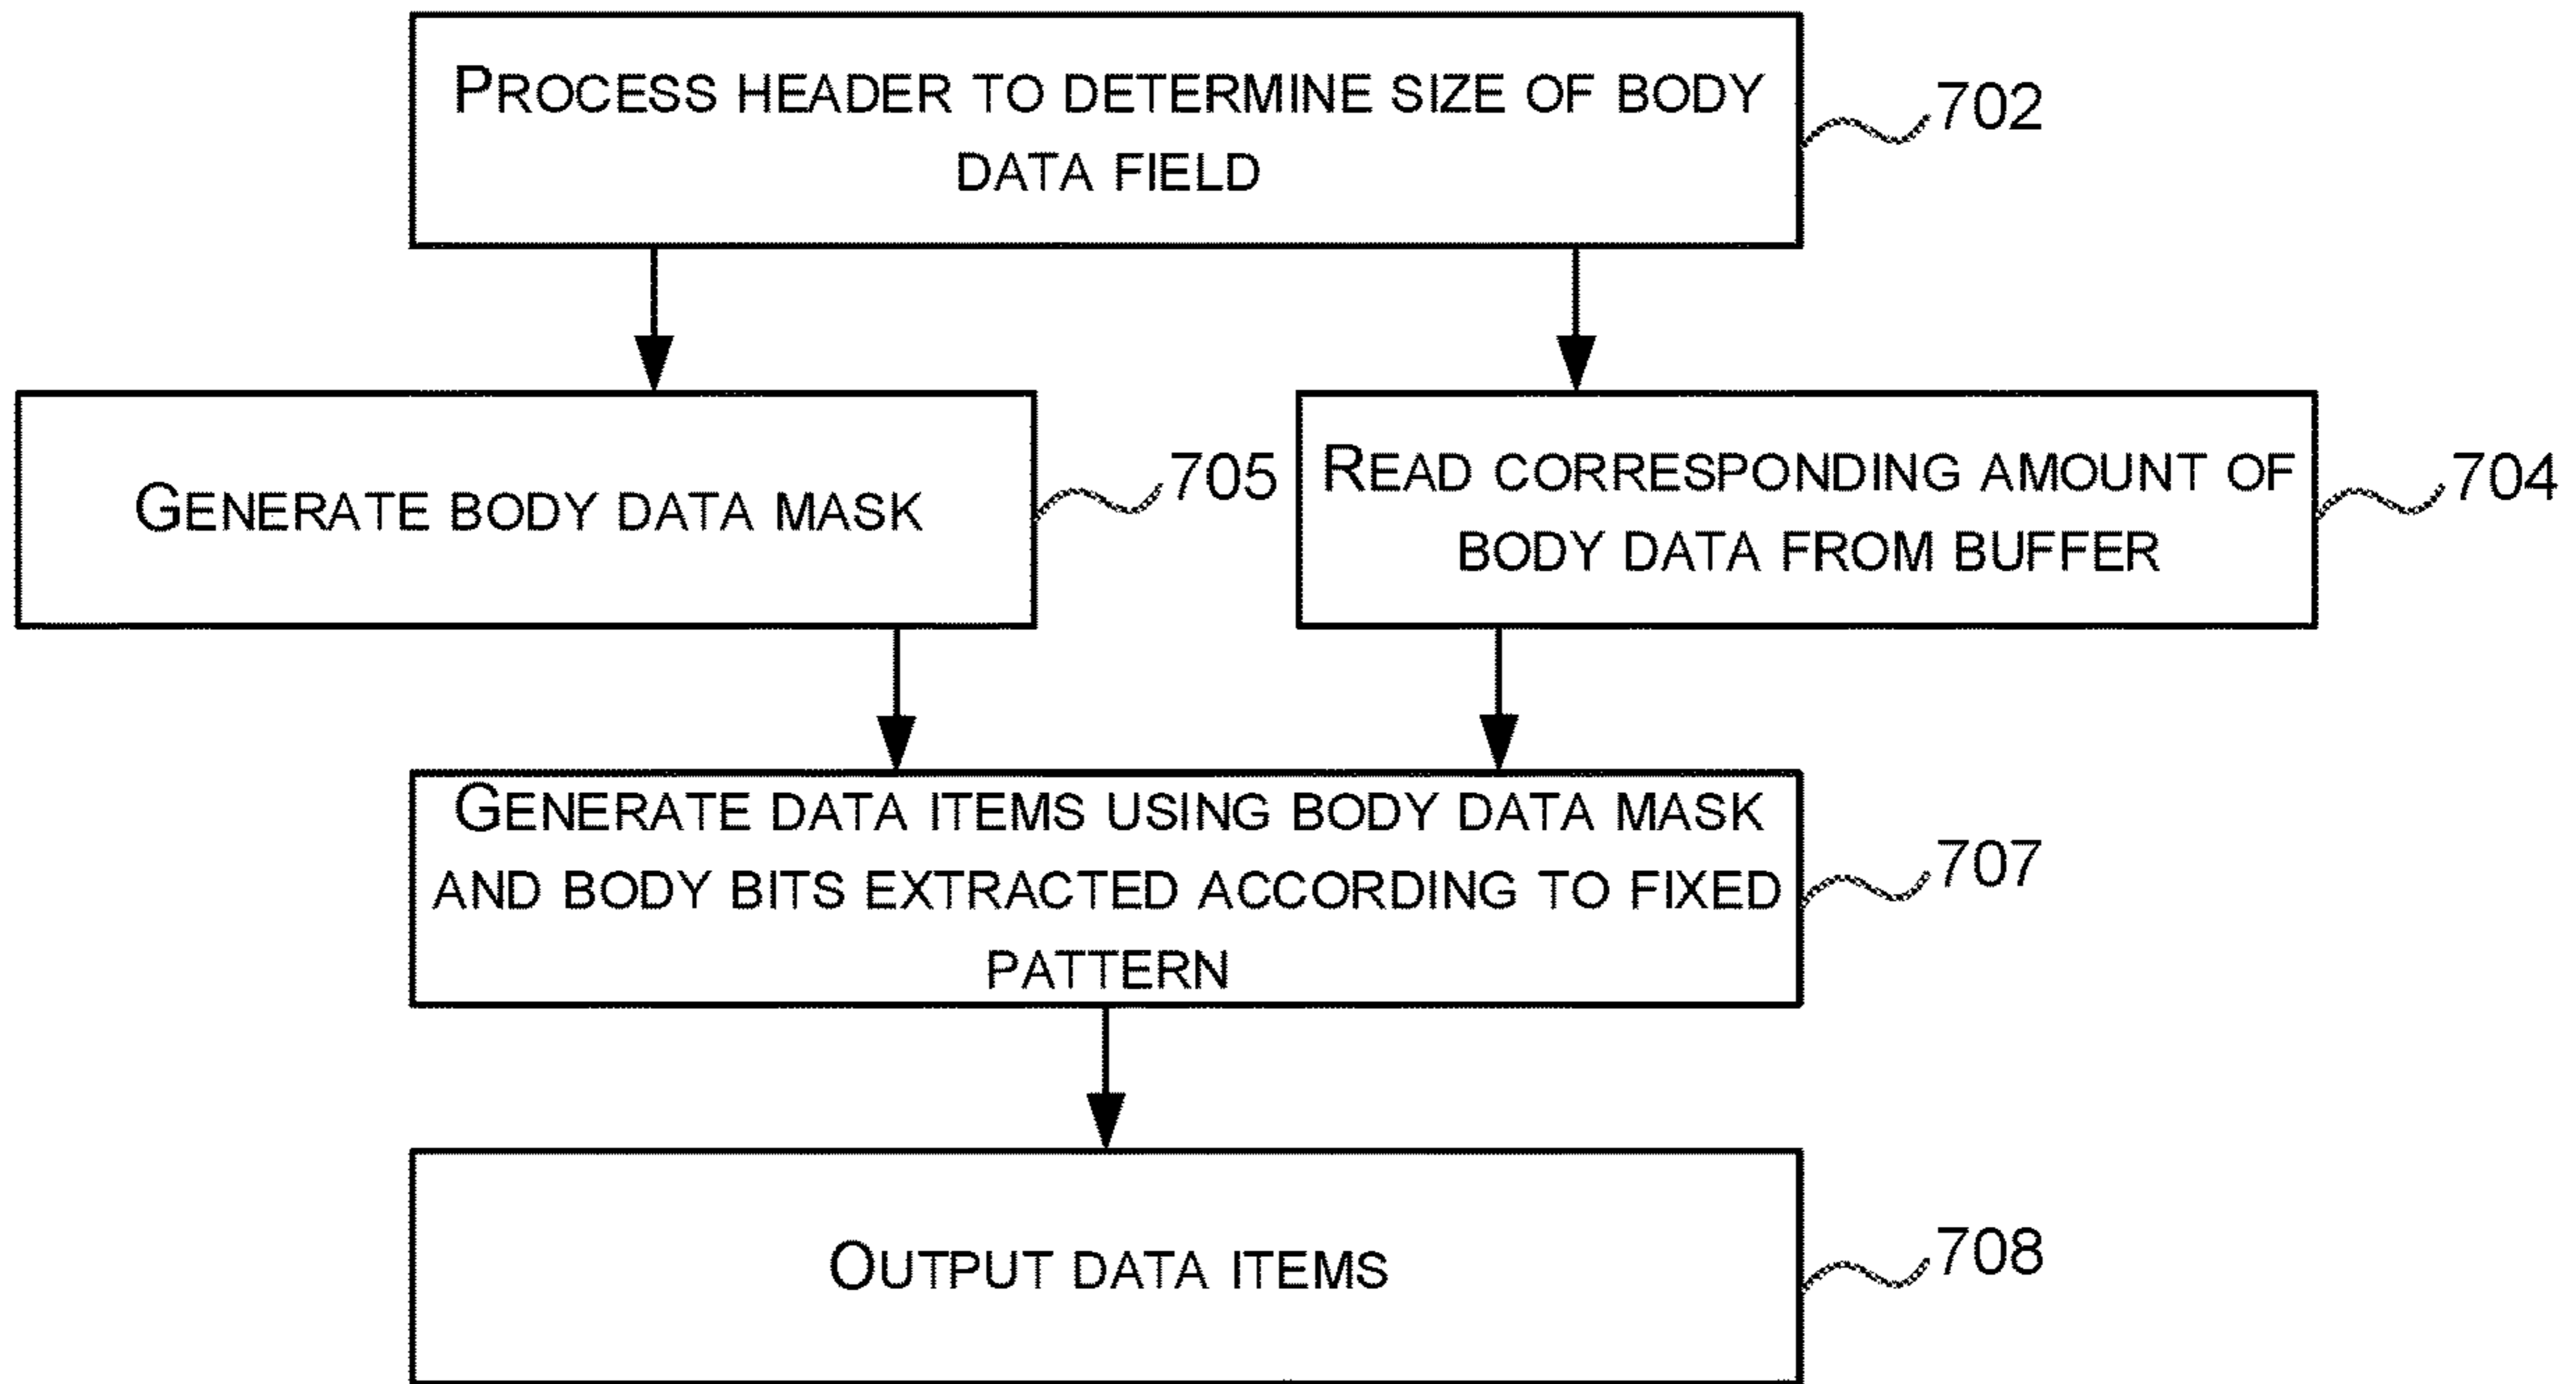 PROCESS HEADER TO DETERMINE SIZE OF BODY
DATA FIELD
702
GENERATE BODY DATA MASK
705
READ CORRESPONDING AMOUNT OF
BODY DATA FROM BUFFER
704
GENERATE DATA ITEMS USING BODY DATA MASK
AND BODY BITS EXTRACTED ACCORDING TO FIXED
PATTERN
707
OUTPUT DATA ITEMS
708